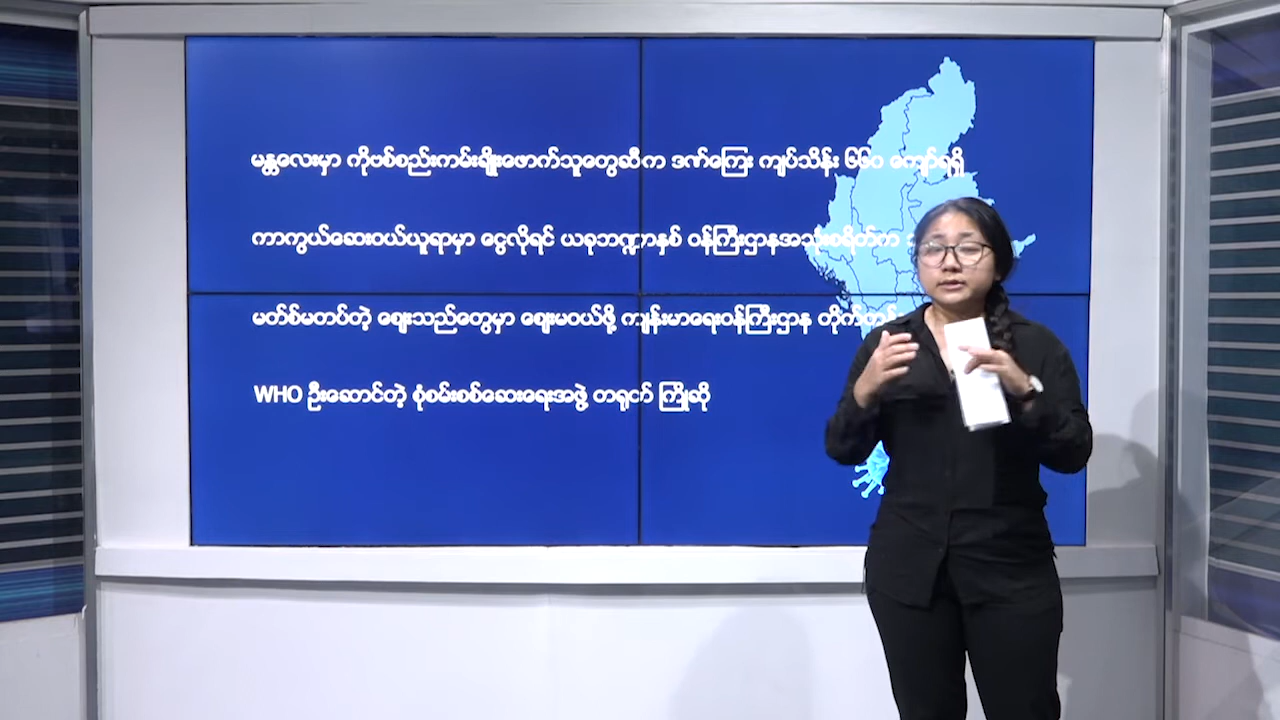 မန္တလေးမှာ ကိုဗစ်စည်းကမ်းချိုးဖောက်သူတွေဆီက ဒဏ်ကြေး ကျပ်သိန်း ၆၆၀ ကျော်ရရှိ
ကာကွယ်ဆေးဝယ်ယူရာမှာ ငွေလိုရင် ယခုဘဏ္ဍာနှစ် ဝန်ကြီးဌာနအသုံးစရိတ်က
မတ်စ်မတပ်တဲ့ ဈေးသည်တွေမှာ ဈေးမဝယ်ဖို့ ကျန်းမာရေးဝန်ကြီးဌာန
WHO ဦးဆောင်တဲ့ စုံစမ်းစစ်ဆေးရေးအဖွဲ့ တရုတ် ကြိုဆို